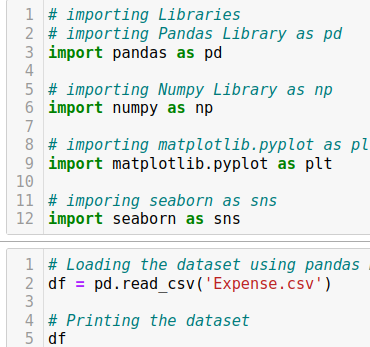 1 # importing Libraries
2 # importing Pandas Library as pd
3 import pandas as pd
4
5 # importing Numpy Library as np
6 import numpy as np
7
8 # importing matplotlib.pyplot as pl
9 import matplotlib.pyplot as plt
10
11 # imporing seaborn as sns
12 import seaborn as sns
1 # Loading the dataset using pandas
2 df = pd.read_csv('Expense.csv')
3
4 # Printing the dataset
5 df